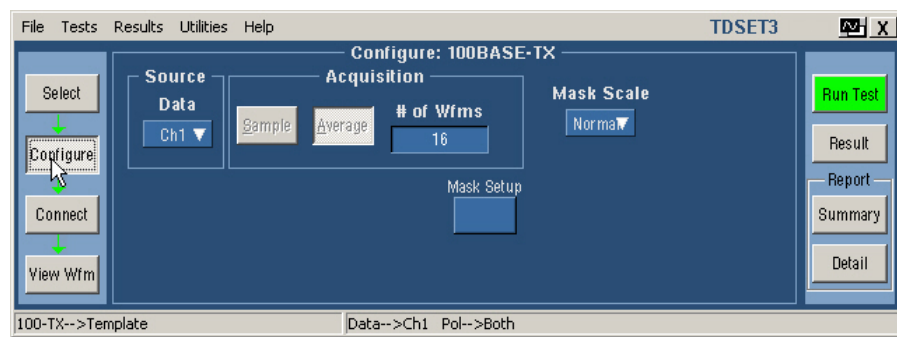 File Tests Results Utilities Help TDSET3 X
Configure: 100BASE-TX
Select
Configure
Connect
View Wfm
Source
Data
Ch1
Acquisition
Sample
Average
# of Wfms
16
Mask Scale
Normal
Mask Setup
Run Test
Result
Report
Summary
Detail
100-TX-->Template
Data-->Ch1 Pol-->Both